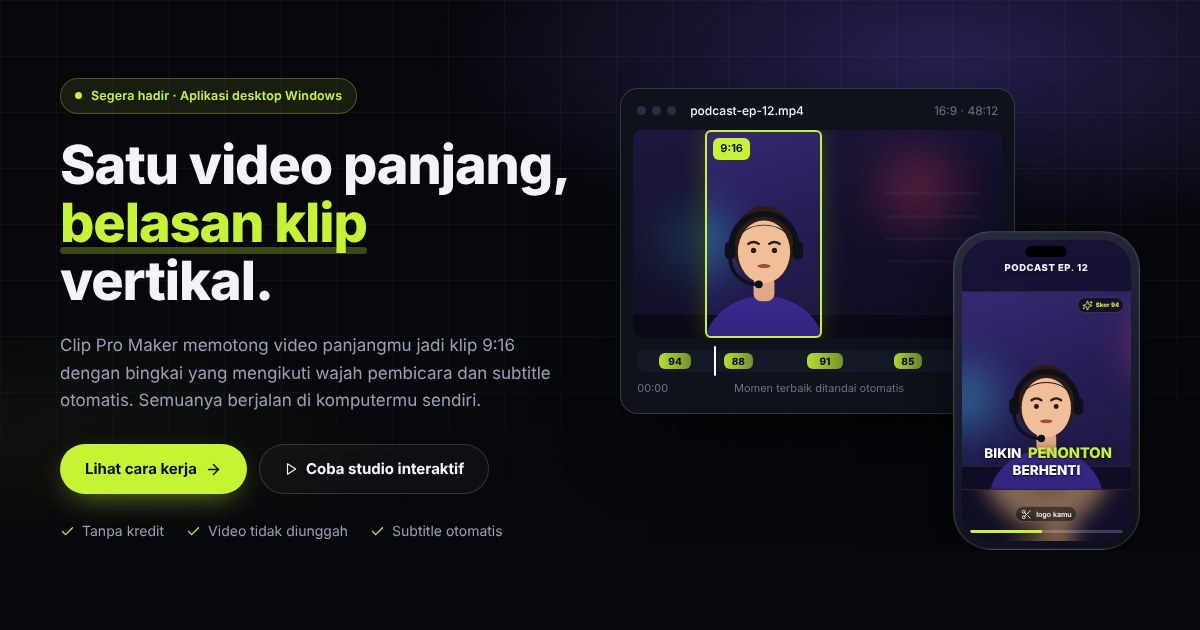 Segera hadir · Aplikasi desktop Windows
Satu video panjang,
belasan klip
vertikal.
Clip Pro Maker memotong video panjangmu jadi klip 9:16
dengan bingkai yang mengikuti wajah pembicara dan subtitle
otomatis. Semuanya berjalan di komputermu sendiri.
Lihat cara kerja →
Coba studio interaktif
Tanpa kredit
Video tidak diunggah
Subtitle otomatis
podcast-ep-12.mp4
16:9 · 48:12
9:16
94
88
91
85
00:00
Momen terbaik ditandai otomatis
PODCAST EP. 12
Skor 94
BIKIN PENONTON
BERHENTI
logo kamu